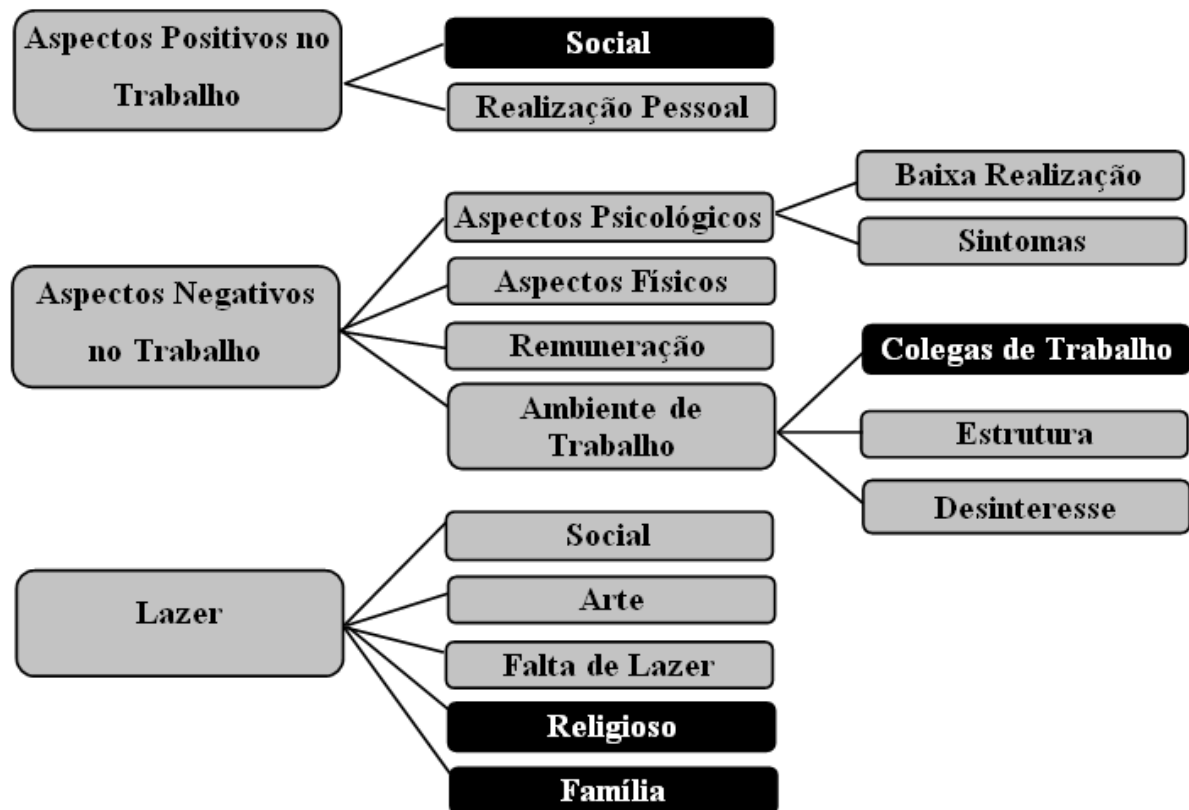 Aspectos Positivos no
Trabalho
Social
Realização Pessoal
Aspectos Negativos
no Trabalho
Aspectos Psicológicos
Baixa Realização
Sintomas
Aspectos Físicos
Remuneração
Ambiente de
Trabalho
Colegas de Trabalho
Estrutura
Desinteresse
Lazer
Social
Arte
Falta de Lazer
Religioso
Família